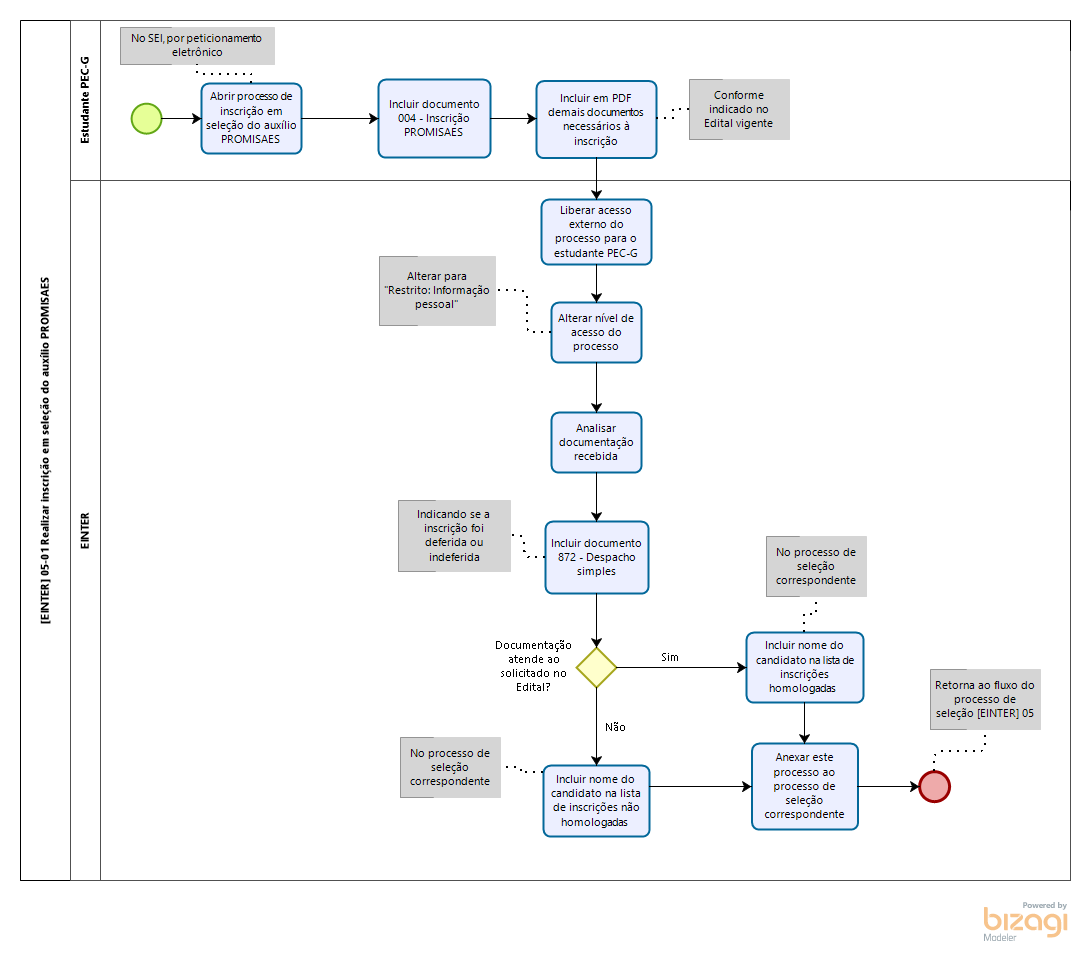 [EINTER] 05-01 Realizar inscrição em seleção do auxílio PROMISAES
Estudante PEC-G
No SEI, por peticionamento
eletrônico
Abrir processo de
inscrição em
seleção do auxílio
PROMISAES
Incluir documento
004 - Inscrição
PROMISAES
Incluir em PDF
demais documentos
necessários à
inscrição
Conforme
indicado no
Edital vigente
EINTER
Liberar acesso
externo do
processo para o
estudante PEC-G
Alterar para
"Restrito: Informação
pessoal"
Alterar nível de
acesso do
processo
Analisar
documentação
recebida
Indicando se a
inscrição foi
deferida ou
indeferida
Incluir documento
872 - Despacho
simples
No processo de
seleção
correspondente
Documentação
atende ao
solicitado no
Edital?
Sim
Incluir nome do
candidato na lista de
inscrições
homologadas
Retorna ao fluxo do
processo de
seleção [EINTER] 05
Não
No processo de
seleção
correspondente
Incluir nome do
candidato na lista
de inscrições não
homologadas
Anexar este
processo ao
processo de
seleção
correspondente
Powered by
bizagi
Modeler